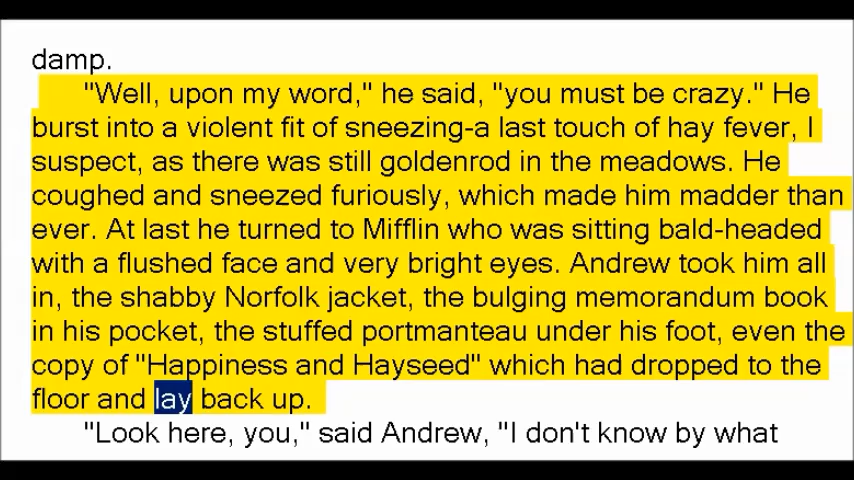 damp.
"Well, upon my word," he said, "you must be crazy." He
burst into a violent fit of sneezing-a last touch of hay fever, I
suspect, as there was still goldenrod in the meadows. He
coughed and sneezed furiously, which made him madder than
ever. At last he turned to Mifflin who was sitting bald-headed
with a flushed face and very bright eyes. Andrew took him all
in, the shabby Norfolk jacket, the bulging memorandum book
in his pocket, the stuffed portmanteau under his foot, even the
copy of "Happiness and Hayseed" which had dropped to the
floor and lay back up.
"Look here, you," said Andrew, "I don't know by what